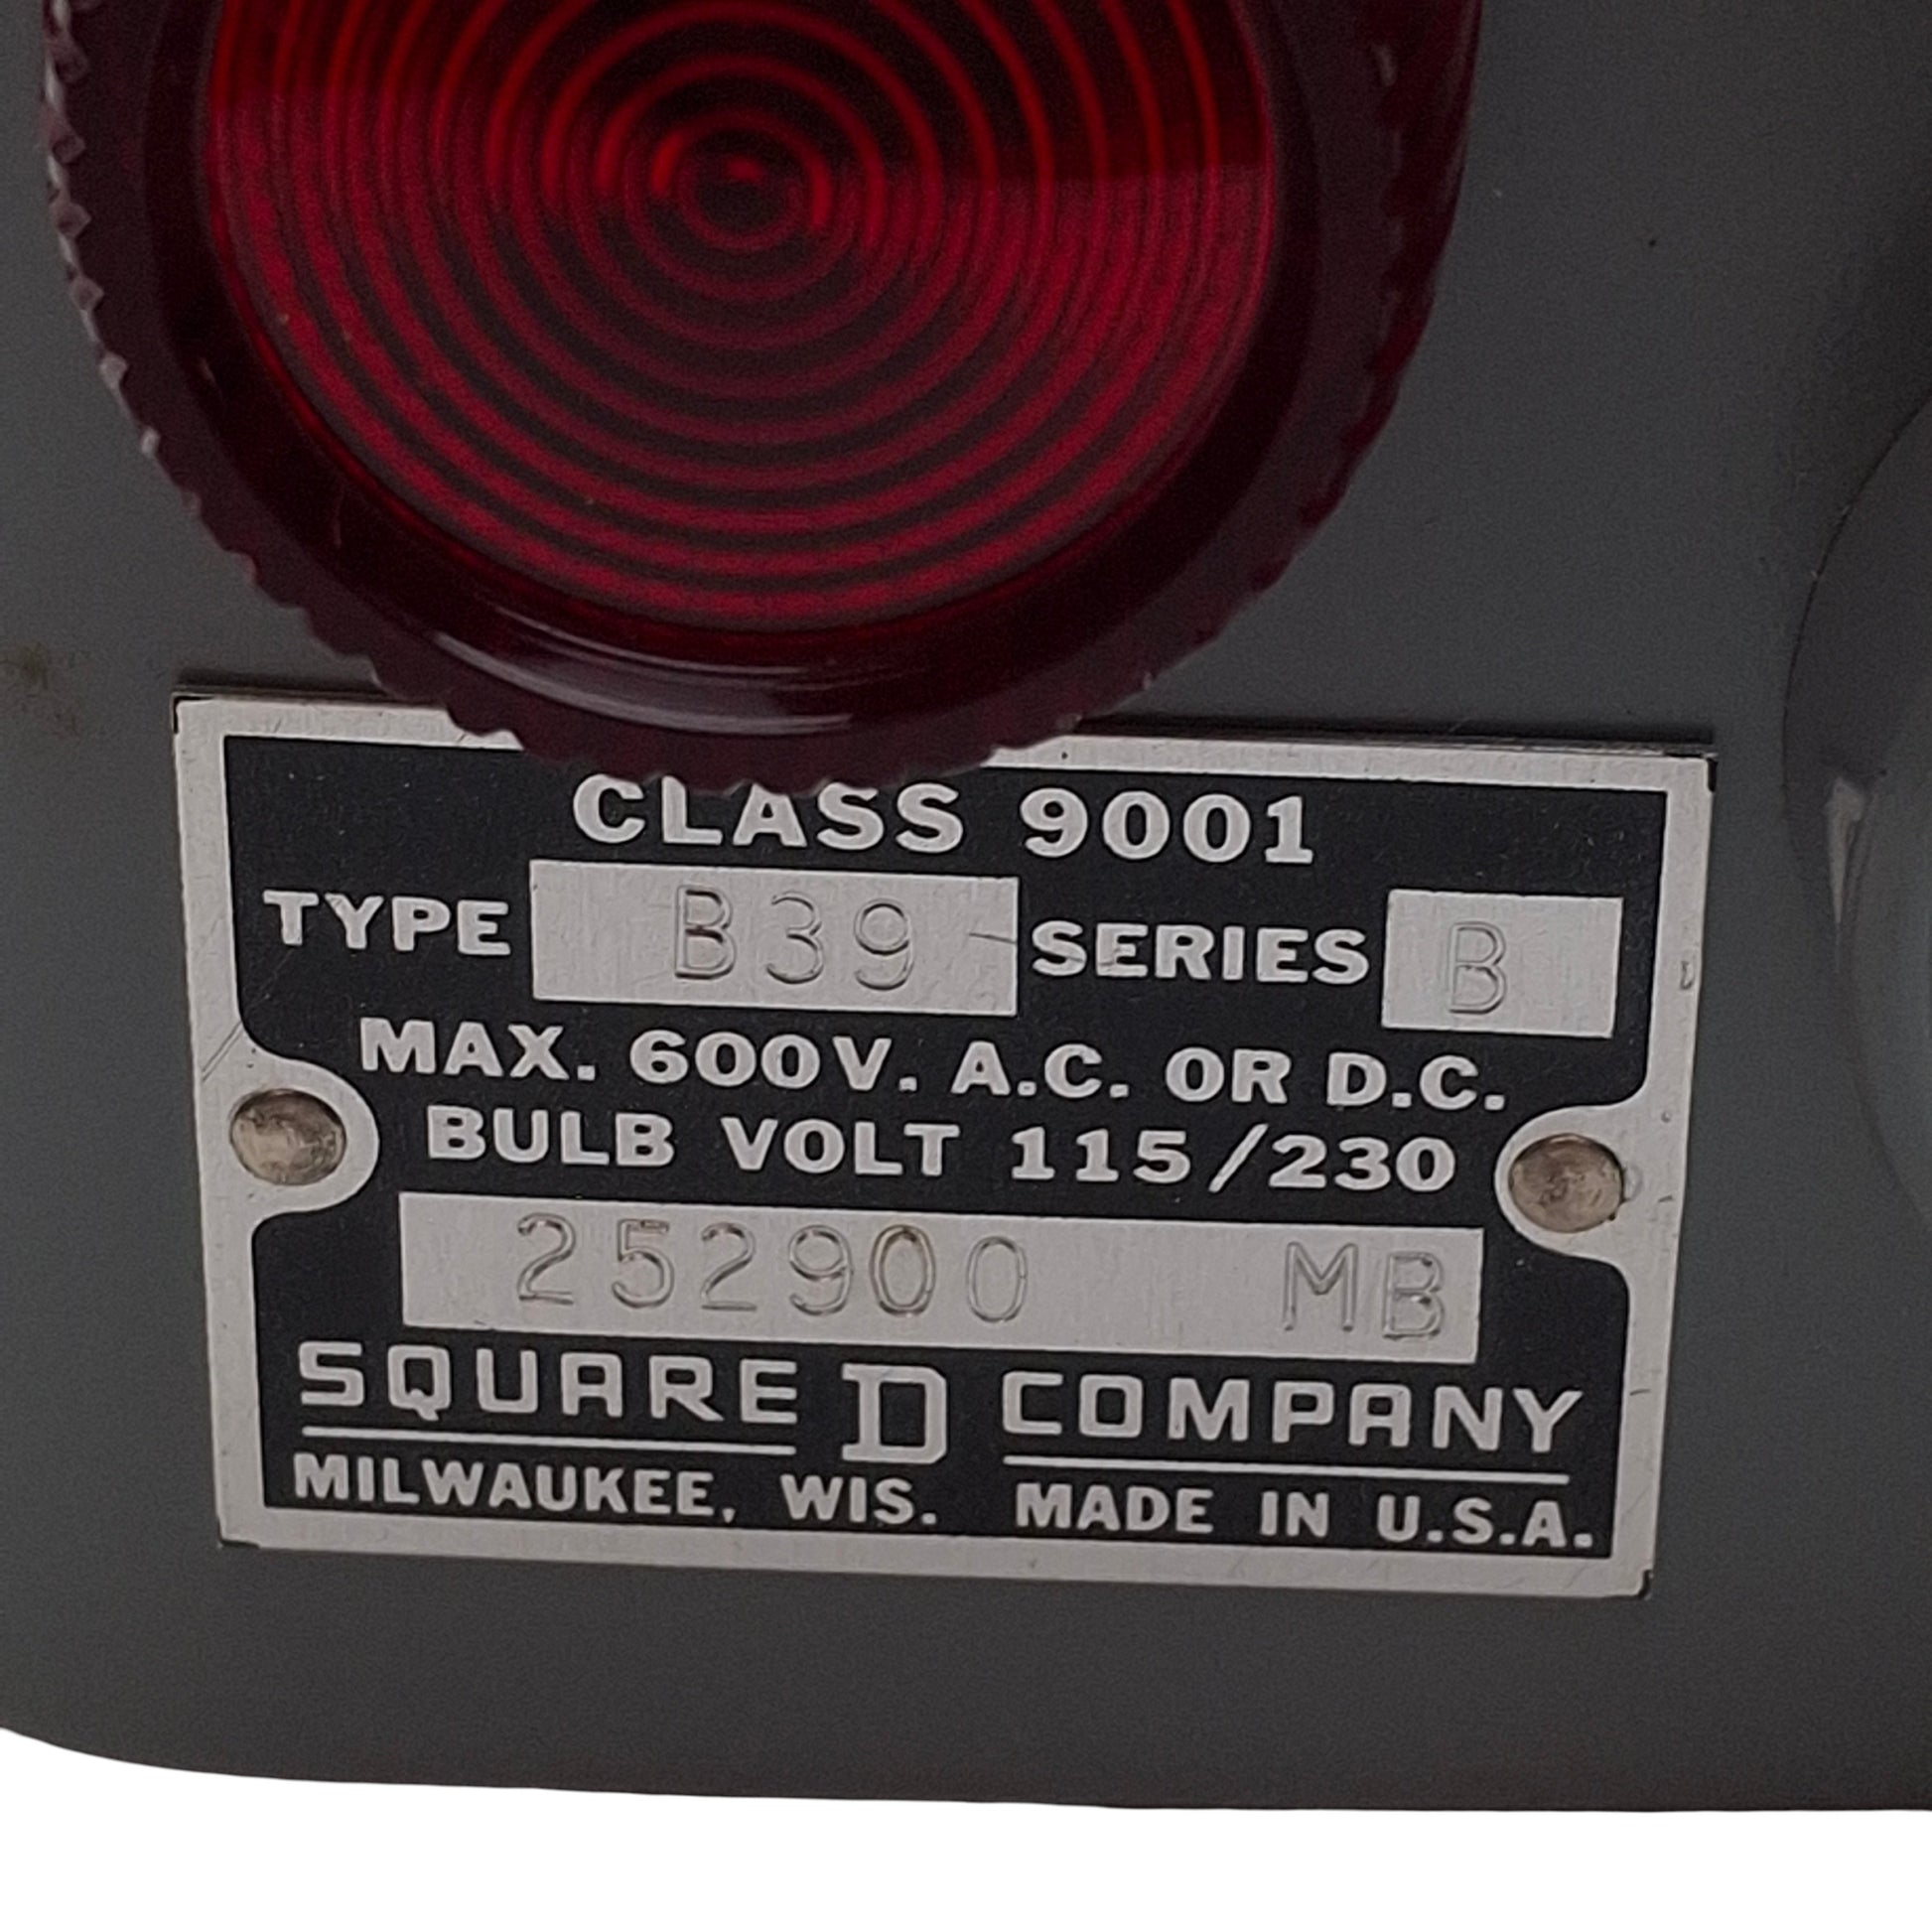 CLASS 9001
TYPE B39 SERIES B
MAX. 600V. A.C. OR D.C.
BULB VOLT 115/230
252900 MB
SQUARE D COMPANY
MILWAUKEE, WIS. MADE IN U.S.A.